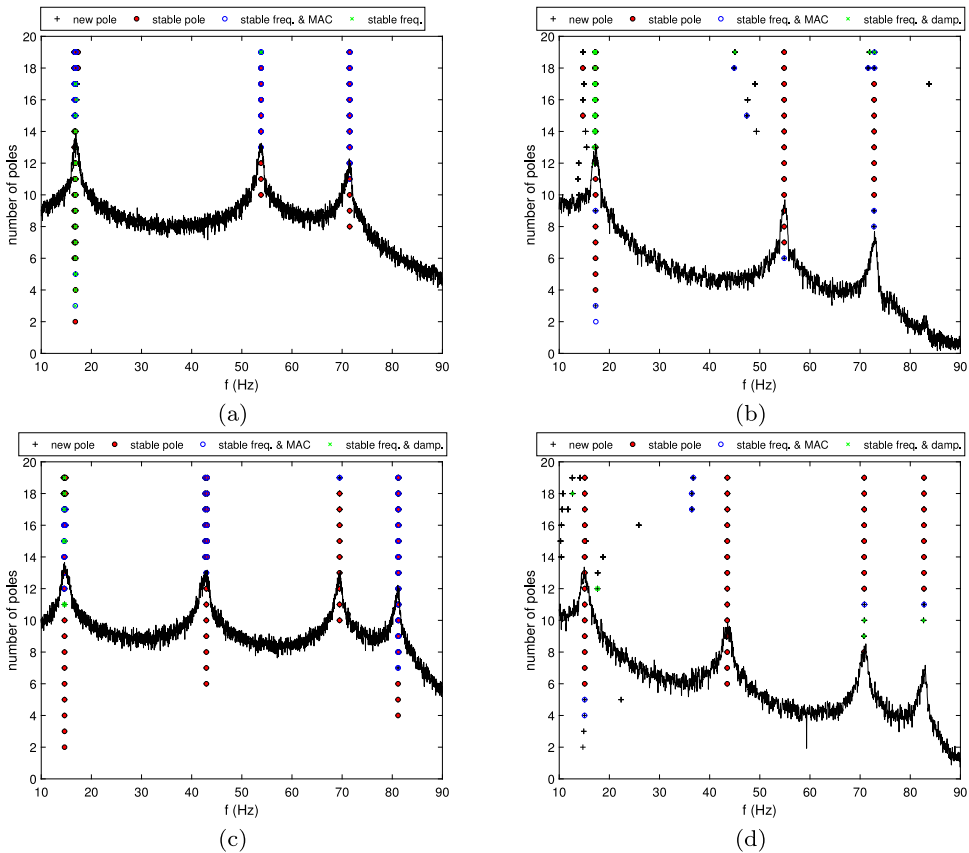 + new pole ● stable pole ○ stable freq. & MAC × stable freq.
20
18
16
14
12
10
8
6
4
2
0
number of poles
10 20 30 40 50 60 70 80 90
f (Hz)
(a)
+ new pole ● stable pole ○ stable freq. & MAC × stable freq. & damp.
20
18
16
14
12
10
8
6
4
2
0
number of poles
10 20 30 40 50 60 70 80 90
f (Hz)
(b)
+ new pole ● stable pole ○ stable freq. & MAC × stable freq. & damp.
20
18
16
14
12
10
8
6
4
2
0
number of poles
10 20 30 40 50 60 70 80 90
f (Hz)
(c)
+ new pole ● stable pole ○ stable freq. & MAC × stable freq. & damp.
20
18
16
14
12
10
8
6
4
2
0
number of poles
10 20 30 40 50 60 70 80 90
f (Hz)
(d)